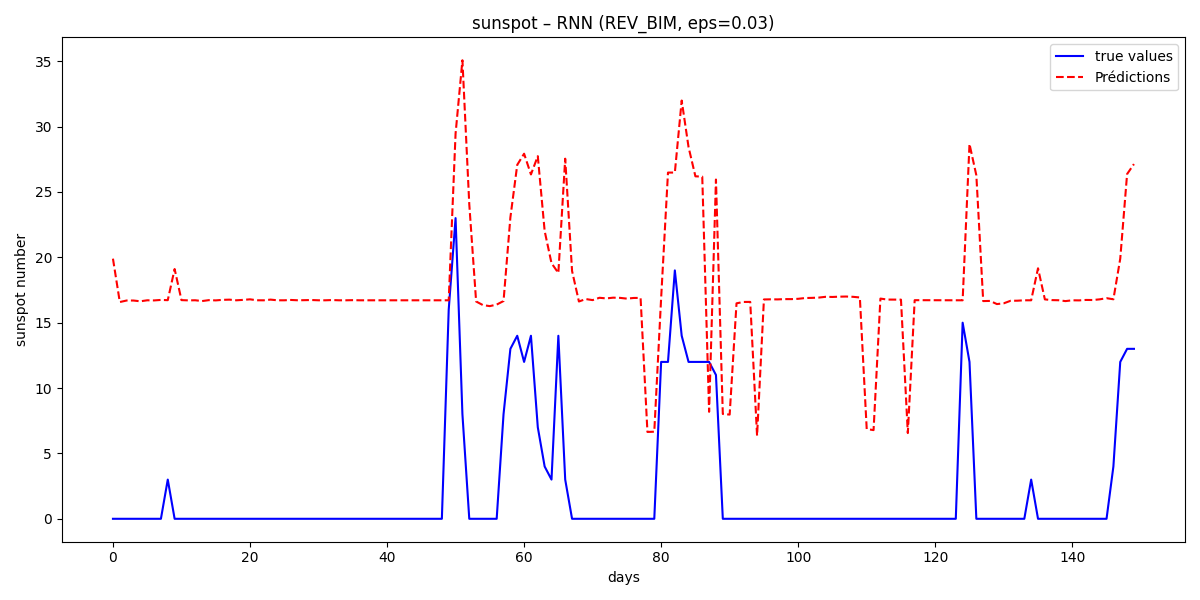 sunspot – RNN (REV_BIM, eps=0.03)
true values
Prédictions
sunspot number
35
30
25
20
15
10
5
0
0 20 40 60 80 100 120 140
days